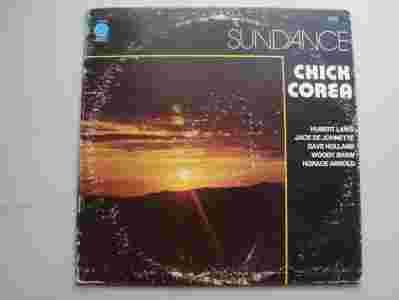 SUNDANCE
CHICK
COREA
HUBERT LAWS
JACK DE JOHNETTE
DAVE HOLLAND
WOODY SHAW
HORACE ARNOLD